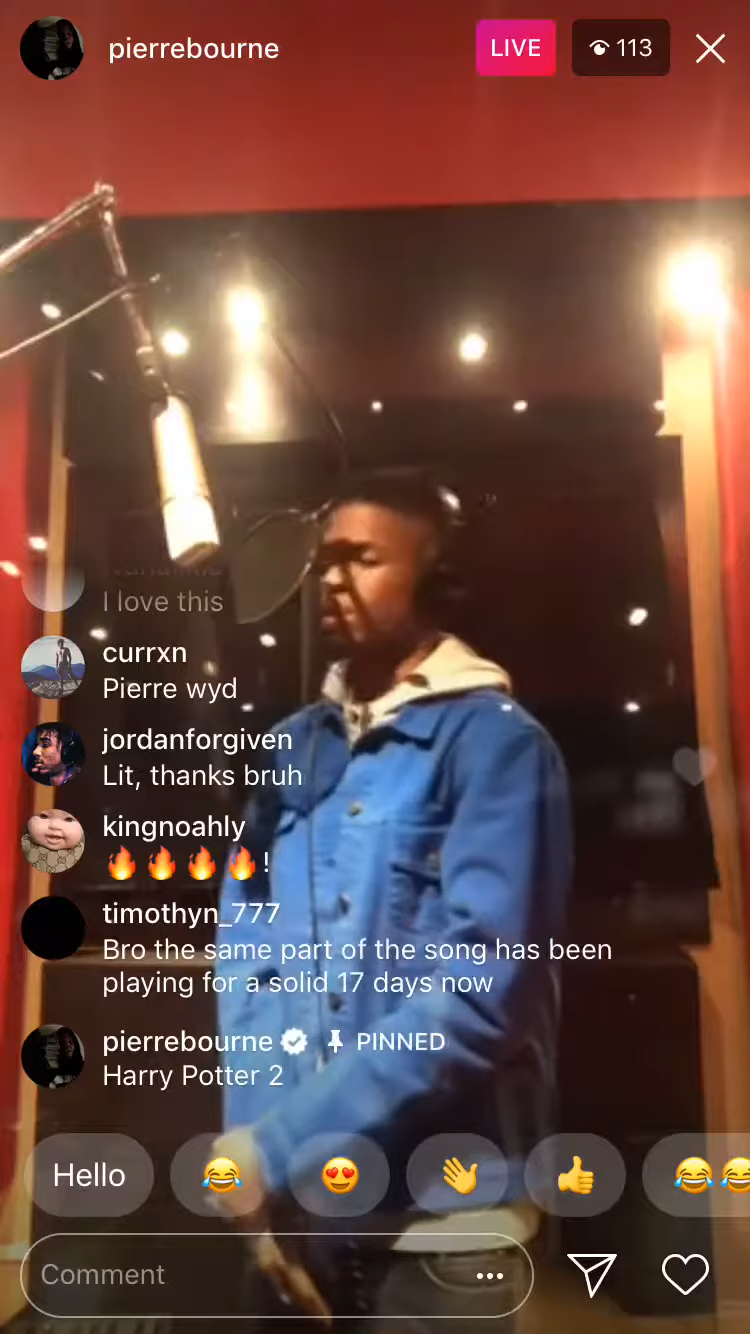 pierrebourne
LIVE
113
I love this
currxn
Pierre wyd
jordanforgiven
Lit, thanks bruh
kingnoahly
🔥🔥🔥🔥!
timothyn_777
Bro the same part of the song has been
playing for a solid 17 days now
pierrebourne PINNED
Harry Potter 2
Hello 😂 😍 👋 👍 😂😂
Comment